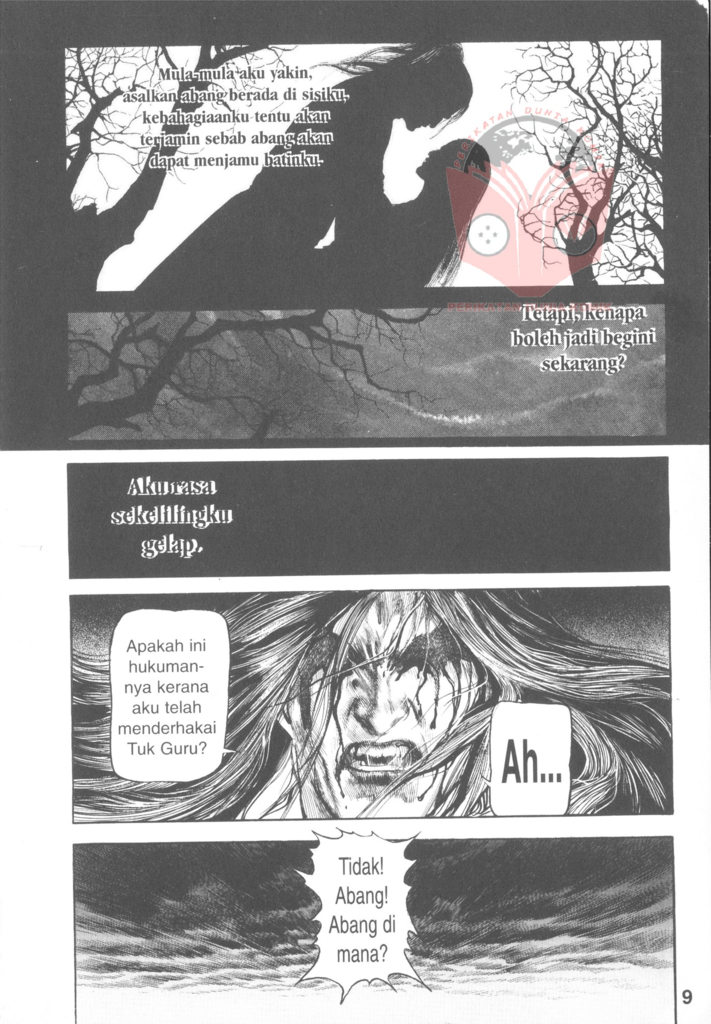 Mula-mula aku yakin,
asalkan abang berada di sisiku,
kebahagiaanku tentu akan
terjamin sebab abang akan
dapat menjamu batinku.
Tetapi, kenapa
boleh jadi begini
sekarang?
Aku rasa
sekelilingku
gelap.
Apakah ini
hukuman-
nya kerana
aku telah
menderhakai
Tuk Guru?
Ah...
Tidak!
Abang!
Abang di
mana?
9